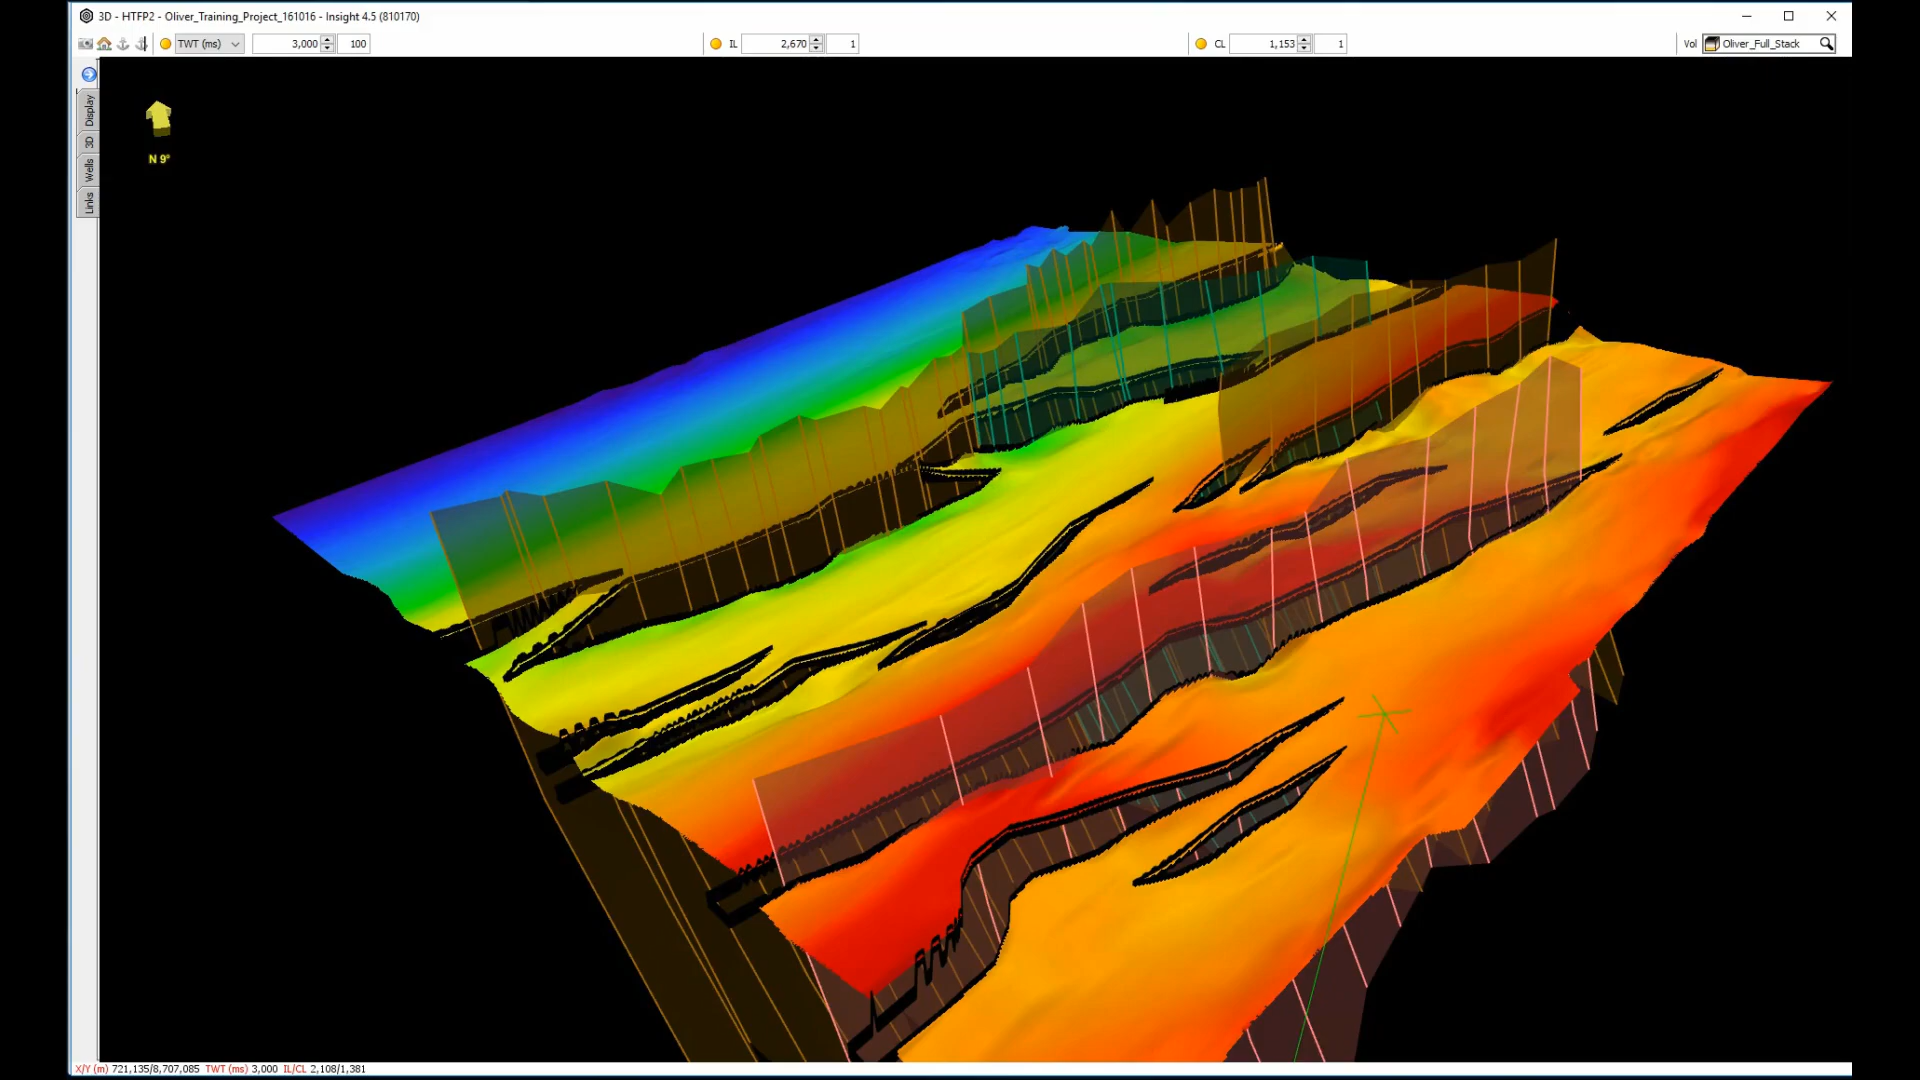 3D - HTFP2 - Oliver_Training_Project_161016 - Insight 4.5 (810170)
TWT (ms) 3,000 100 IL 2,670 1 CL 1,153 1 Vol Oliver_Full_Stack
Display
3D
Wells
Links
N 9°
X/Y (m) 721,135/8,707,085 TWT (ms) 3,000 IL/CL 2,108/1,381